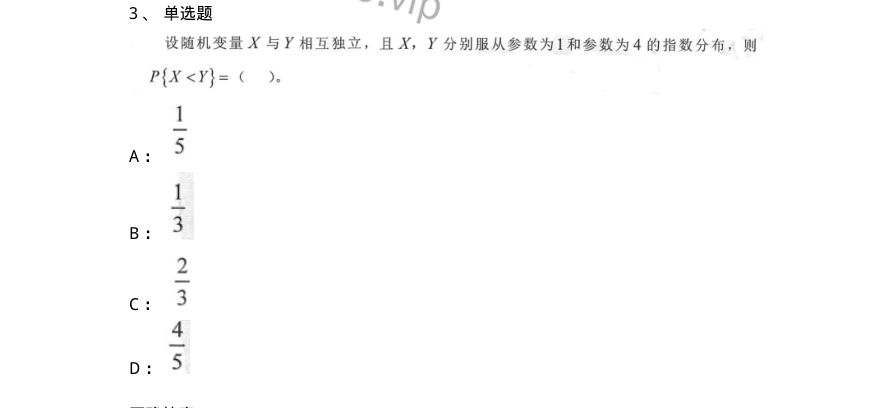 .vip
3、 单选题
设随机变量 X 与 Y 相互独立，且 X，Y 分别服从参数为1和参数为 4 的指数分布，则
P{X <Y}=（ ）。
A： 1/5
B： 1/3
C： 2/3
D： 4/5